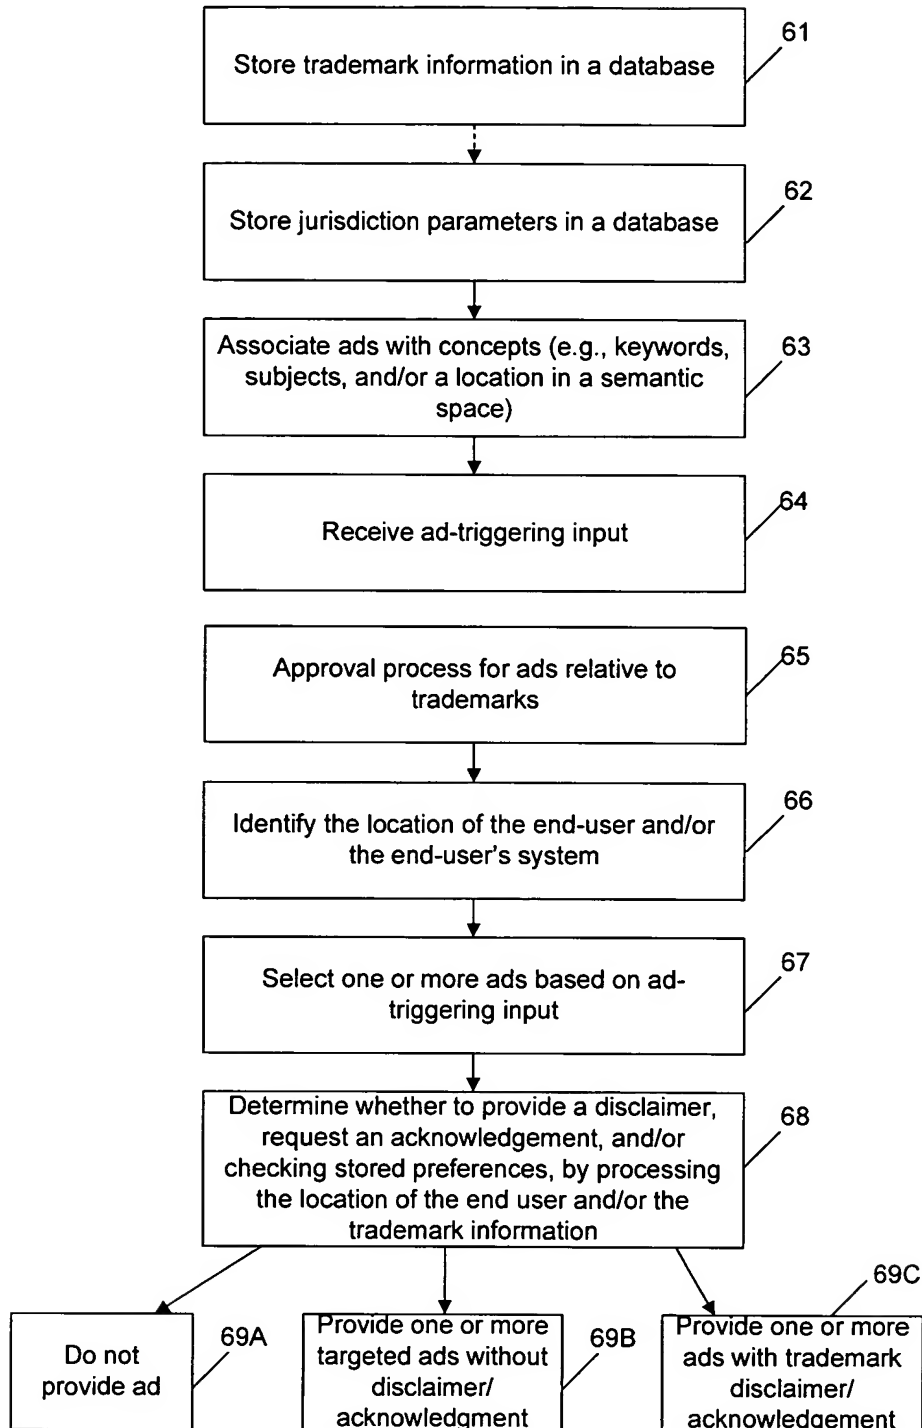 Store trademark information in a database
61
Store jurisdiction parameters in a database
62
Associate ads with concepts (e.g., keywords,
subjects, and/or a location in a semantic
space)
63
Receive ad-triggering input
64
Approval process for ads relative to
trademarks
65
Identify the location of the end-user and/or
the end-user's system
66
Select one or more ads based on ad-
triggering input
67
Determine whether to provide a disclaimer,
request an acknowledgement, and/or
checking stored preferences, by processing
the location of the end user and/or the
trademark information
68
Do not
provide ad
69A
Provide one or more
targeted ads without
disclaimer/
acknowledgment
69B
Provide one or more
ads with trademark
disclaimer/
acknowledgement
69C